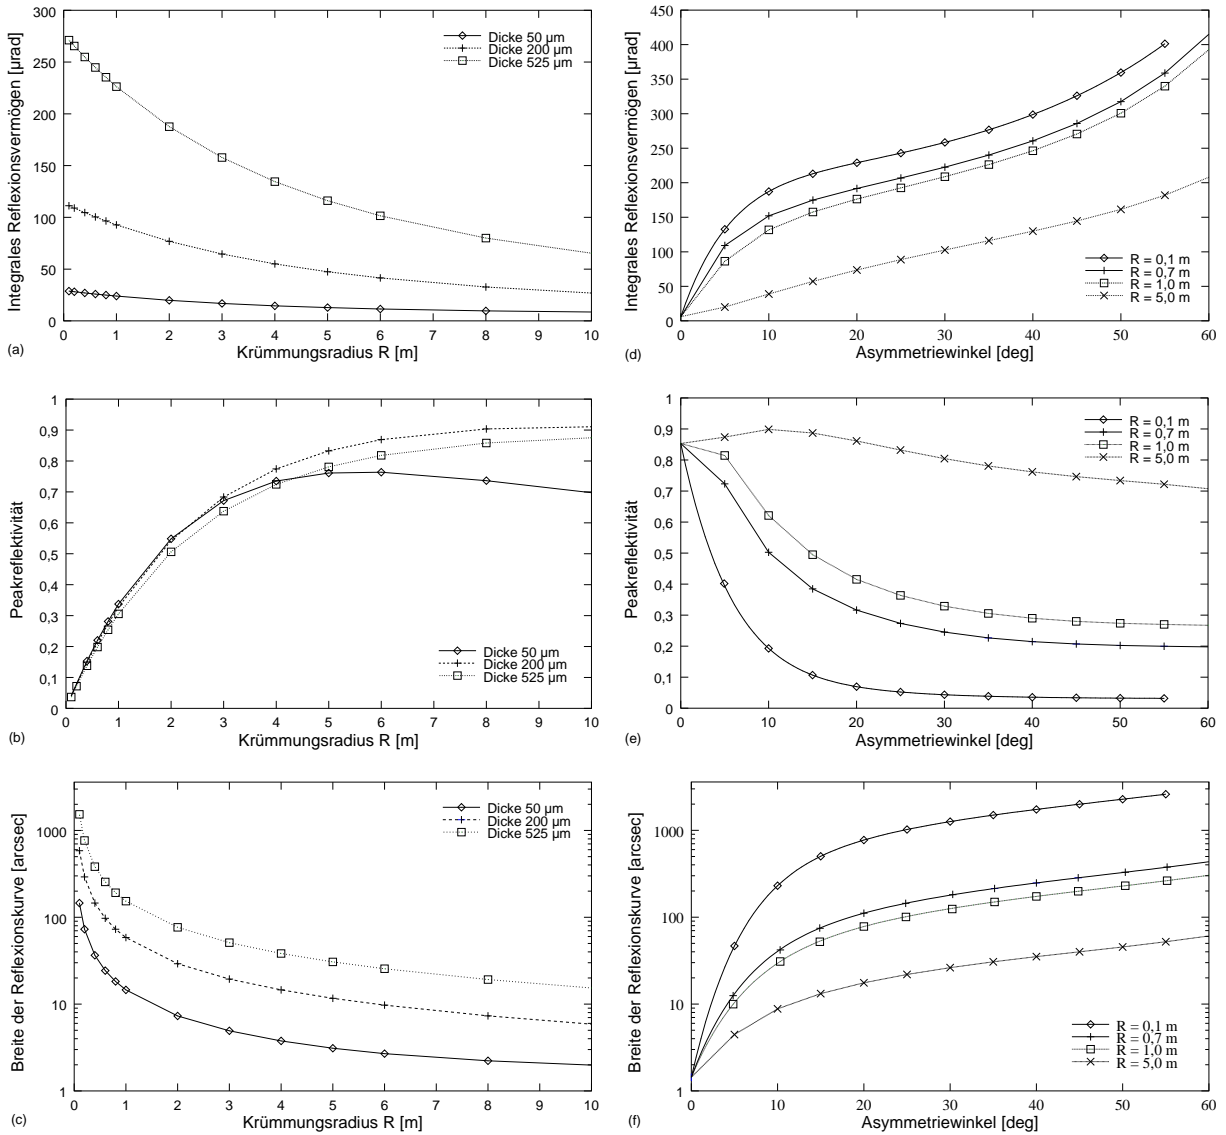 300
250
200
150
100
50
0
Integrales Reflexionsvermögen [µrad]
Dicke 50 µm
Dicke 200 µm
Dicke 525 µm
0 1 2 3 4 5 6 7 8 9 10
Krümmungsradius R [m]
(a)
450
400
350
300
250
200
150
100
50
0
Integrales Reflexionsvermögen [µrad]
R = 0,1 m
R = 0,7 m
R = 1,0 m
R = 5,0 m
0 10 20 30 40 50 60
Asymmetriewinkel [deg]
(d)
1
0,9
0,8
0,7
0,6
0,5
0,4
0,3
0,2
0,1
0
Peakreflektivität
Dicke 50 µm
Dicke 200 µm
Dicke 525 µm
0 1 2 3 4 5 6 7 8 9 10
Krümmungsradius R [m]
(b)
1
0,9
0,8
0,7
0,6
0,5
0,4
0,3
0,2
0,1
0
Peakreflektivität
R = 0,1 m
R = 0,7 m
R = 1,0 m
R = 5,0 m
0 10 20 30 40 50 60
Asymmetriewinkel [deg]
(e)
1000
100
10
1
Breite der Reflexionskurve [arcsec]
Dicke 50 µm
Dicke 200 µm
Dicke 525 µm
0 1 2 3 4 5 6 7 8 9 10
Krümmungsradius R [m]
(c)
1000
100
10
1
Breite der Reflexionskurve [arcsec]
R = 0,1 m
R = 0,7 m
R = 1,0 m
R = 5,0 m
0 10 20 30 40 50 60
Asymmetriewinkel [deg]
(f)